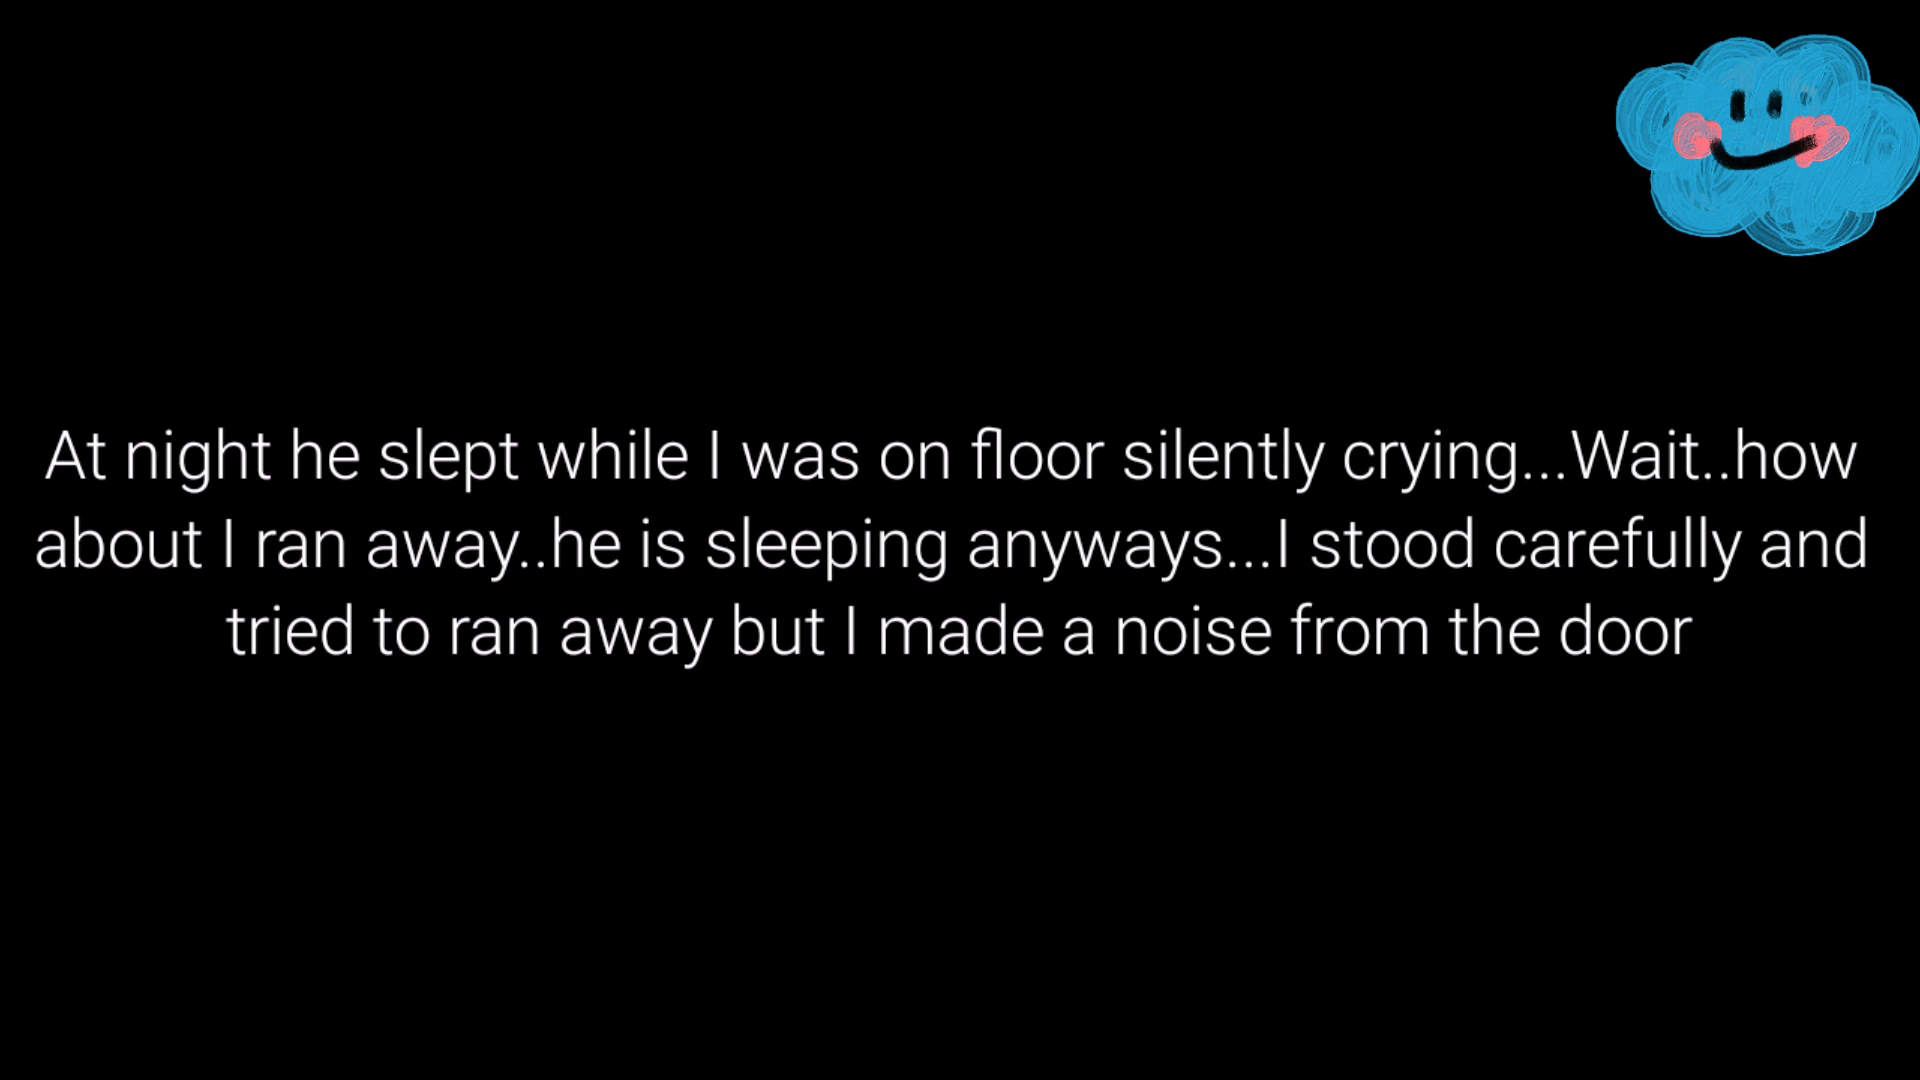 At night he slept while I was on floor silently crying...Wait..how
about I ran away..he is sleeping anyways...I stood carefully and
tried to ran away but I made a noise from the door